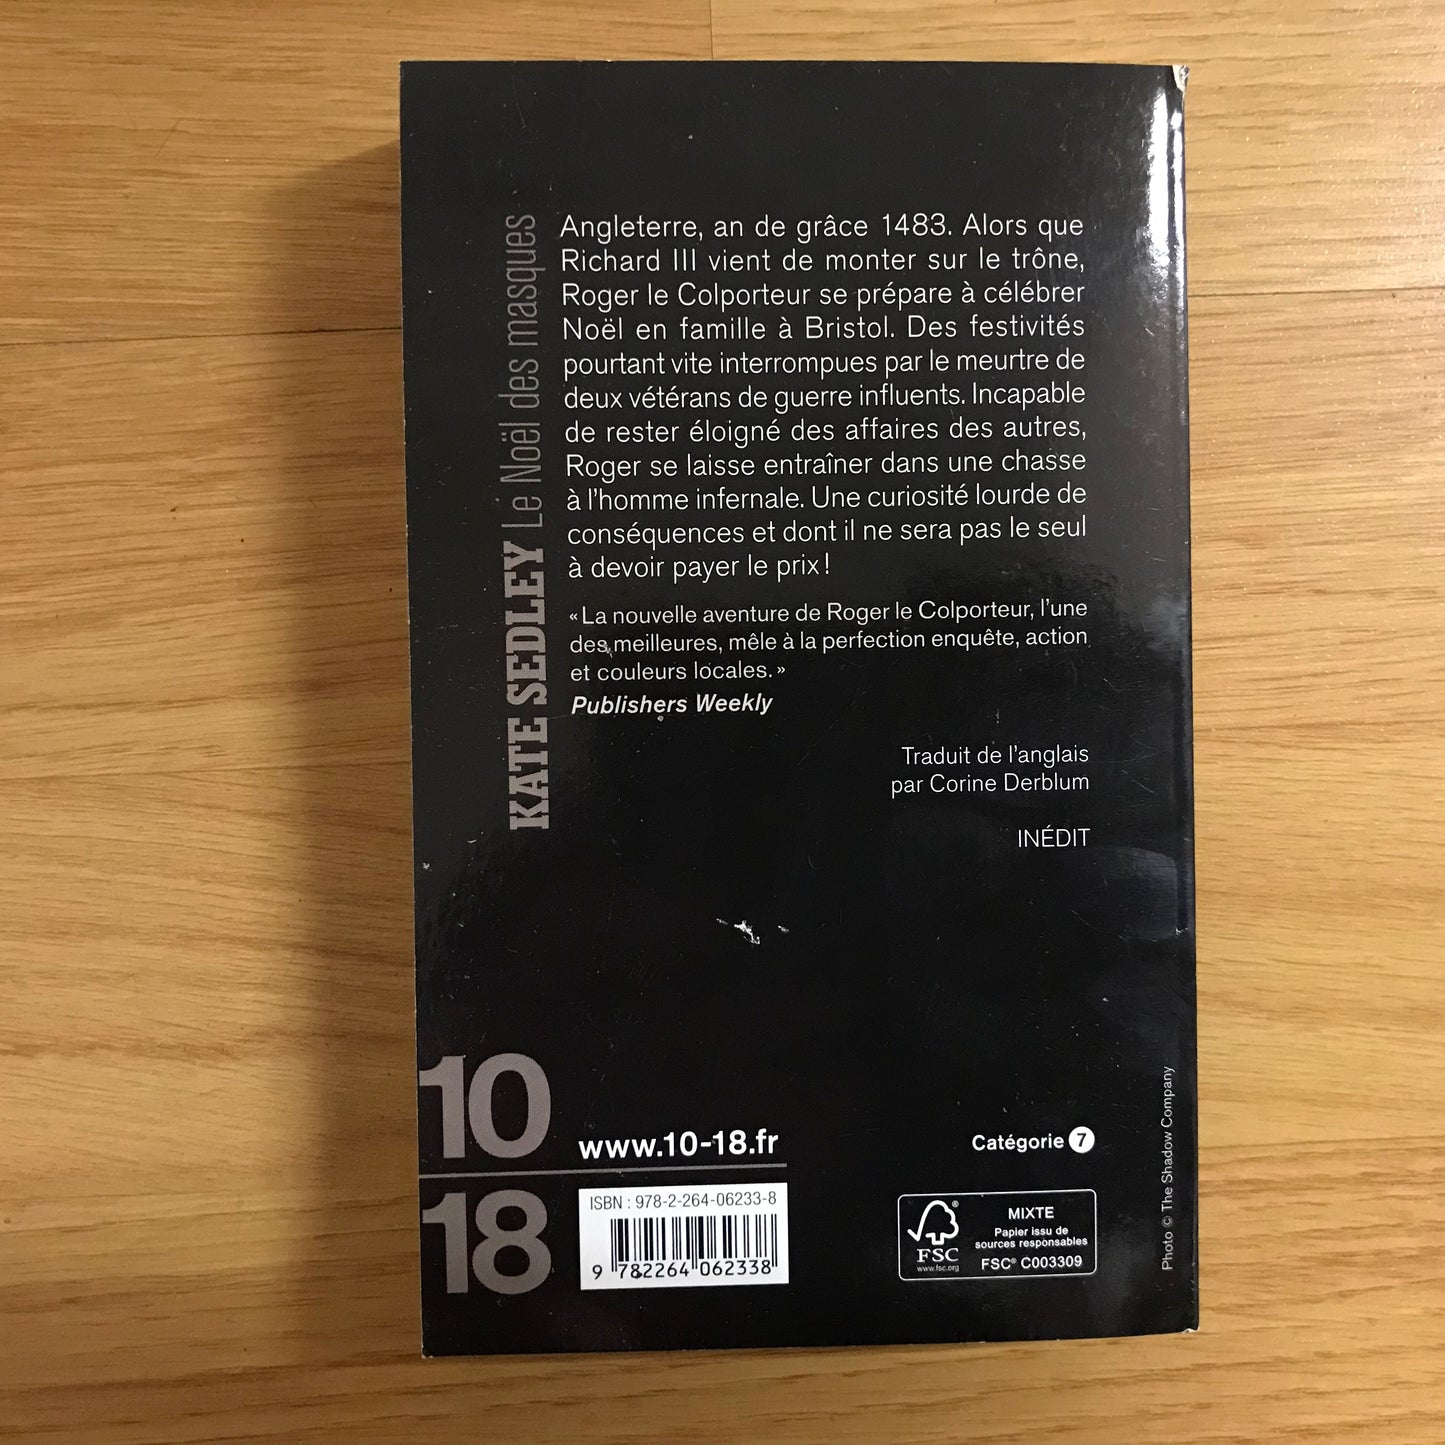 KATE SEDLEY Le Noël des masques
Angleterre, an de grâce 1483. Alors que
Richard III vient de monter sur le trône,
Roger le Colporteur se prépare à célébrer
Noël en famille à Bristol. Des festivités
pourtant vite interrompues par le meurtre de
deux vétérans de guerre influents. Incapable
de rester éloigné des affaires des autres,
Roger se laisse entraîner dans une chasse
à l'homme infernale. Une curiosité lourde de
conséquences et dont il ne sera pas le seul
à devoir payer le prix !
« La nouvelle aventure de Roger le Colporteur, l'une
des meilleures, mêle à la perfection enquête, action
et couleurs locales. »
Publishers Weekly
Traduit de l'anglais
par Corine Derblum
INÉDIT
10
18
www.10-18.fr
Catégorie 7
ISBN : 978-2-264-06233-8
9 782264 062338
FSC
www.fsc.org
MIXTE
Papier issu de
sources responsables
FSC® C003309
Photo © The Shadow Company